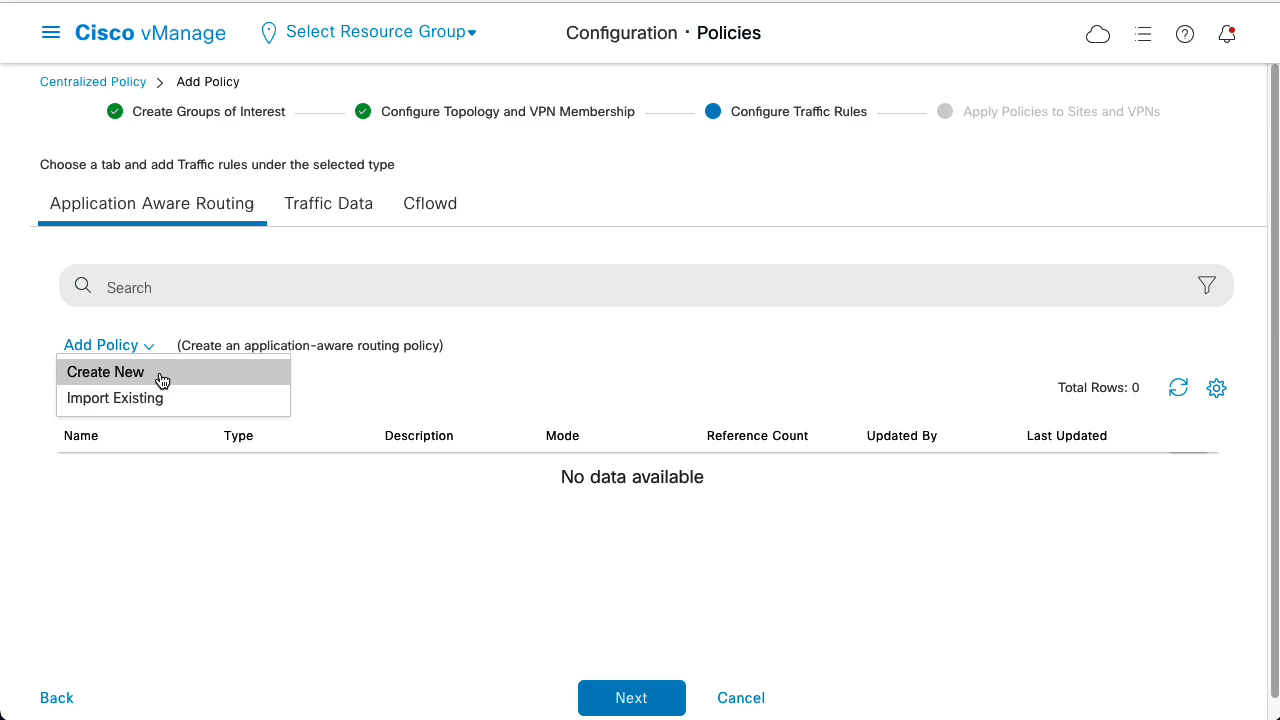 Cisco vManage
Select Resource Group
Configuration · Policies
Centralized Policy > Add Policy
Create Groups of Interest
Configure Topology and VPN Membership
Configure Traffic Rules
Apply Policies to Sites and VPNs
Choose a tab and add Traffic rules under the selected type
Application Aware Routing
Traffic Data
Cflowd
Search
Add Policy
(Create an application-aware routing policy)
Create New
Import Existing
Total Rows: 0
Name
Type
Description
Mode
Reference Count
Updated By
Last Updated
No data available
Back
Next
Cancel